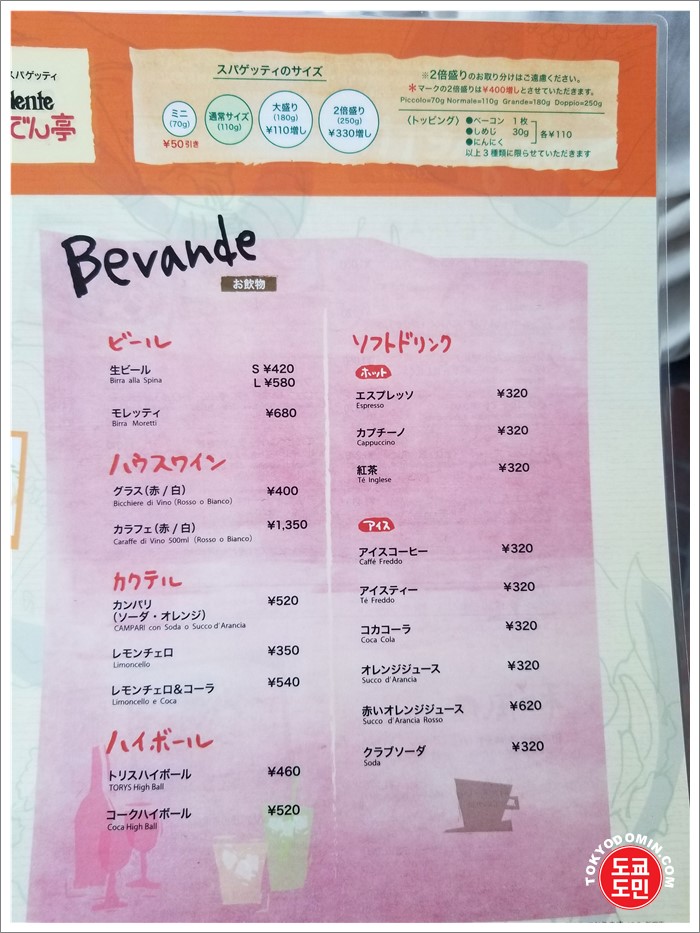 スパゲッティ
dente
でん亭
スパゲッティのサイズ
ミニ
(70g)
¥50引き
通常サイズ
(110g)
大盛り
(180g)
¥110増し
2倍盛り
(250g)
¥330増し
※2倍盛りのお取り分けはご遠慮ください。
*マークの2倍盛りは¥400増しとさせていただきます。
Piccolo=70g Normale=110g Grande=180g Doppio=250g
〈トッピング〉
●ベーコン 1枚
●しめじ 30g
●にんにく
各¥110
以上3種類に限らせていただきます
Bevande
お飲物
ビール
生ビール S ¥420
Birra alla Spina L ¥580
モレッティ ¥680
Birra Moretti
ハウスワイン
グラス(赤/白) ¥400
Bicchiere di Vino (Rosso o Bianco)
カラフェ(赤/白) ¥1,350
Caraffe di Vino 500ml (Rosso o Bianco)
カクテル
カンパリ ¥520
(ソーダ・オレンジ)
CAMPARI con Soda o Succo d'Arancia
レモンチェロ ¥350
Limoncello
レモンチェロ&コーラ ¥540
Limoncello e Coca
ハイボール
トリスハイボール ¥460
TORYS High Ball
コークハイボール ¥520
Coca High Ball
ソフトドリンク
ホット
エスプレッソ ¥320
Espresso
カプチーノ ¥320
Cappuccino
紅茶 ¥320
Té Inglese
アイス
アイスコーヒー ¥320
Caffé Freddo
アイスティー ¥320
Té Freddo
コカコーラ ¥320
Coca Cola
オレンジジュース ¥320
Succo d'Arancia
赤いオレンジジュース ¥620
Succo d'Arancia Rosso
クラブソーダ ¥320
Soda
TOKYODOMIN.COM
도쿄
도민